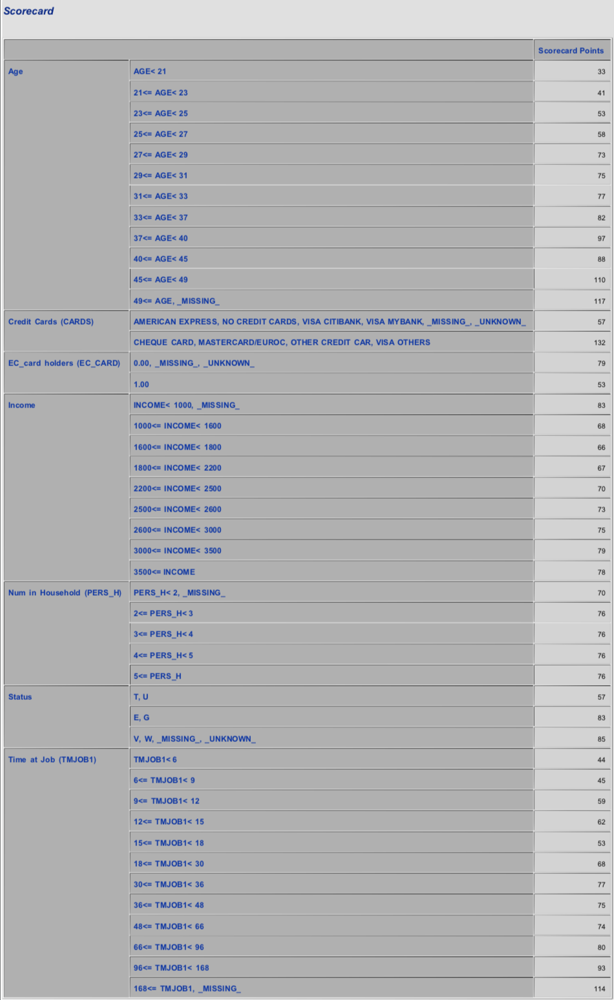 Scorecard
Scorecard Points
Age AGE< 21 33
21<= AGE< 23 41
23<= AGE< 25 53
25<= AGE< 27 58
27<= AGE< 29 73
29<= AGE< 31 75
31<= AGE< 33 77
33<= AGE< 37 82
37<= AGE< 40 97
40<= AGE< 45 88
45<= AGE< 49 110
49<= AGE, _MISSING_ 117
Credit Cards (CARDS) AMERICAN EXPRESS, NO CREDIT CARDS, VISA CITIBANK, VISA MYBANK, _MISSING_, _UNKNOWN_ 57
CHEQUE CARD, MASTERCARD/EUROC, OTHER CREDIT CAR, VISA OTHERS 132
EC_card holders (EC_CARD) 0.00, _MISSING_, _UNKNOWN_ 79
1.00 53
Income INCOME< 1000, _MISSING_ 83
1000<= INCOME< 1600 68
1600<= INCOME< 1800 66
1800<= INCOME< 2200 67
2200<= INCOME< 2500 70
2500<= INCOME< 2600 73
2600<= INCOME< 3000 75
3000<= INCOME< 3500 79
3500<= INCOME 78
Num in Household (PERS_H) PERS_H< 2, _MISSING_ 70
2<= PERS_H< 3 76
3<= PERS_H< 4 76
4<= PERS_H< 5 76
5<= PERS_H 76
Status T, U 57
E, G 83
V, W, _MISSING_, _UNKNOWN_ 85
Time at Job (TMJOB1) TMJOB1< 6 44
6<= TMJOB1< 9 45
9<= TMJOB1< 12 59
12<= TMJOB1< 15 62
15<= TMJOB1< 18 53
18<= TMJOB1< 30 68
30<= TMJOB1< 36 77
36<= TMJOB1< 48 75
48<= TMJOB1< 66 74
66<= TMJOB1< 96 80
96<= TMJOB1< 168 93
168<= TMJOB1, _MISSING_ 114